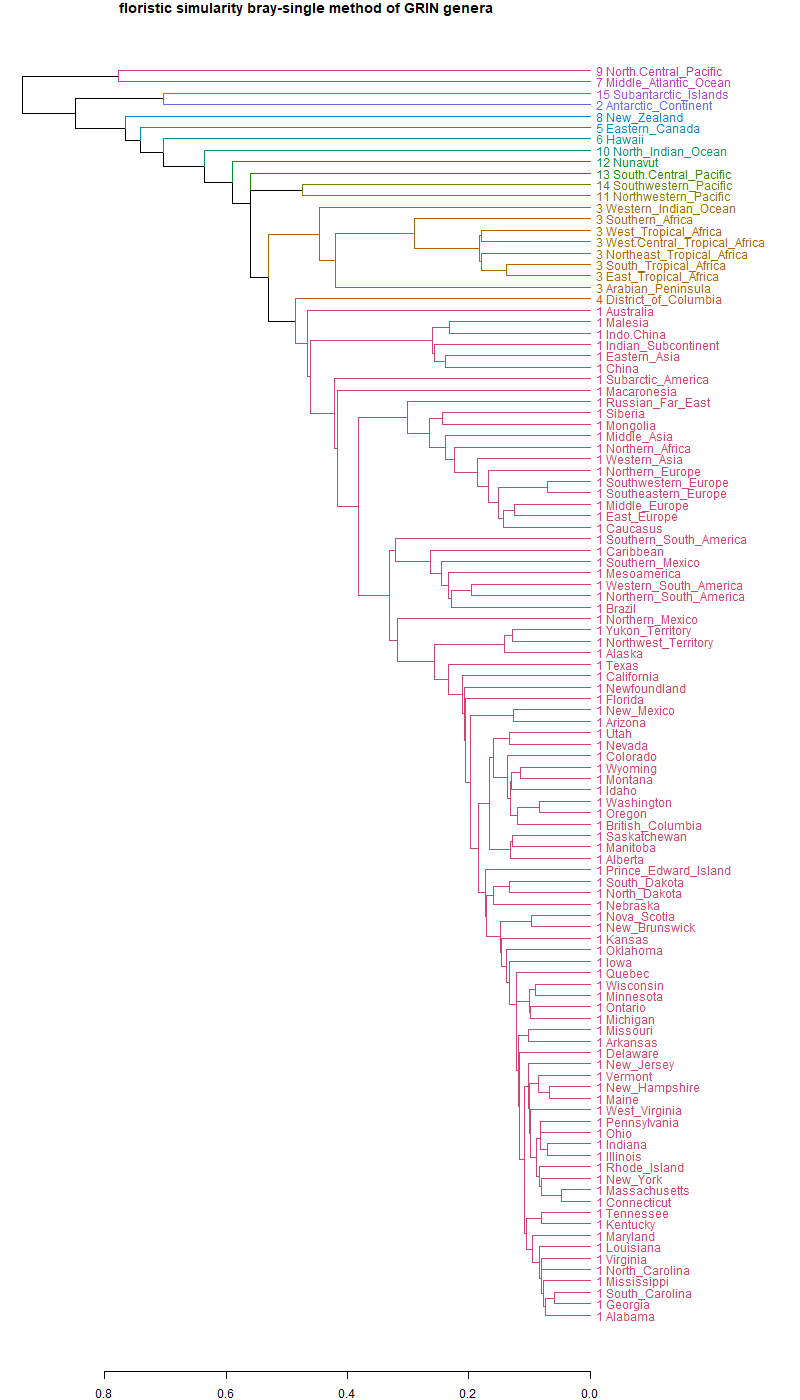 floristic simularity bray-single method of GRIN genera
9 North.Central_Pacific
7 Middle_Atlantic_Ocean
15 Subantarctic_Islands
2 Antarctic_Continent
8 New_Zealand
5 Eastern_Canada
6 Hawaii
10 North_Indian_Ocean
12 Nunavut
13 South.Central_Pacific
14 Southwestern_Pacific
11 Northwestern_Pacific
3 Western_Indian_Ocean
3 Southern_Africa
3 West_Tropical_Africa
3 West.Central_Tropical_Africa
3 Northeast_Tropical_Africa
3 South_Tropical_Africa
3 East_Tropical_Africa
3 Arabian_Peninsula
4 District_of_Columbia
1 Australia
1 Malesia
1 Indo.China
1 Indian_Subcontinent
1 Eastern_Asia
1 China
1 Subarctic_America
1 Macaronesia
1 Russian_Far_East
1 Siberia
1 Mongolia
1 Middle_Asia
1 Northern_Africa
1 Western_Asia
1 Northern_Europe
1 Southwestern_Europe
1 Southeastern_Europe
1 Middle_Europe
1 East_Europe
1 Caucasus
1 Southern_South_America
1 Caribbean
1 Southern_Mexico
1 Mesoamerica
1 Western_South_America
1 Northern_South_America
1 Brazil
1 Northern_Mexico
1 Yukon_Territory
1 Northwest_Territory
1 Alaska
1 Texas
1 California
1 Newfoundland
1 Florida
1 New_Mexico
1 Arizona
1 Utah
1 Nevada
1 Colorado
1 Wyoming
1 Montana
1 Idaho
1 Washington
1 Oregon
1 British_Columbia
1 Saskatchewan
1 Manitoba
1 Alberta
1 Prince_Edward_Island
1 South_Dakota
1 North_Dakota
1 Nebraska
1 Nova_Scotia
1 New_Brunswick
1 Kansas
1 Oklahoma
1 Iowa
1 Quebec
1 Wisconsin
1 Minnesota
1 Ontario
1 Michigan
1 Missouri
1 Arkansas
1 Delaware
1 New_Jersey
1 Vermont
1 New_Hampshire
1 Maine
1 West_Virginia
1 Pennsylvania
1 Ohio
1 Indiana
1 Illinois
1 Rhode_Island
1 New_York
1 Massachusetts
1 Connecticut
1 Tennessee
1 Kentucky
1 Maryland
1 Louisiana
1 Virginia
1 North_Carolina
1 Mississippi
1 South_Carolina
1 Georgia
1 Alabama
0.8 0.6 0.4 0.2 0.0